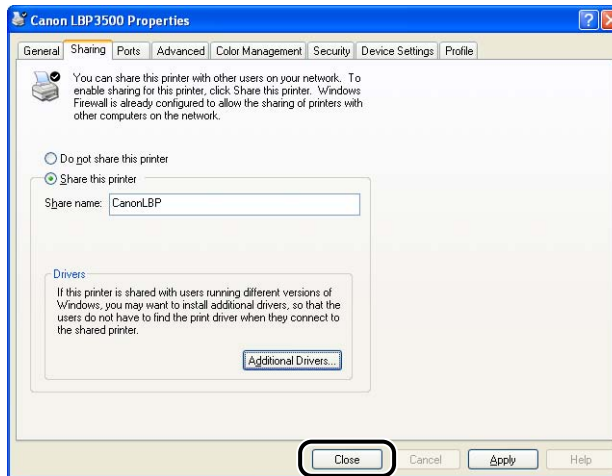 Canon LBP3500 Properties
General Sharing Ports Advanced Color Management Security Device Settings Profile
You can share this printer with other users on your network. To
enable sharing for this printer, click Share this printer. Windows
Firewall is already configured to allow the sharing of printers with
other computers on the network.
Do not share this printer
Share this printer
Share name: CanonLBP
Drivers
If this printer is shared with users running different versions of
Windows, you may want to install additional drivers, so that the
users do not have to find the print driver when they connect to
the shared printer.
Additional Drivers...
Close Cancel Apply Help